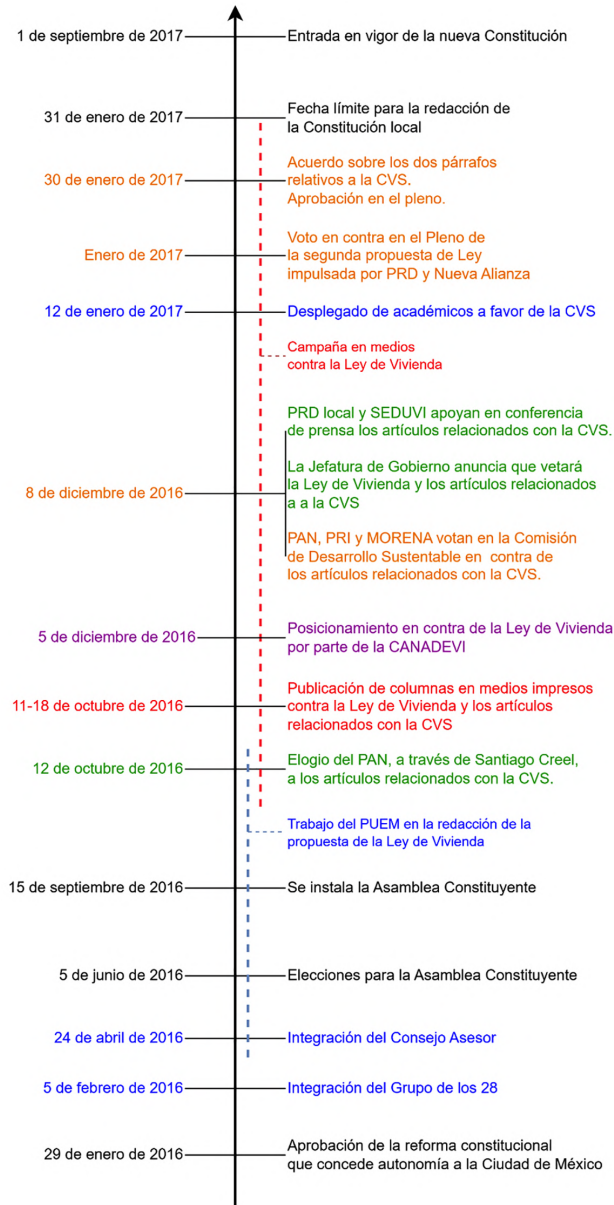 1 de septiembre de 2017
Entrada en vigor de la nueva Constitución
31 de enero de 2017
Fecha límite para la redacción de
la Constitución local
30 de enero de 2017
Acuerdo sobre los dos párrafos
relativos a la CVS.
Aprobación en el pleno.
Enero de 2017
Voto en contra en el Pleno de
la segunda propuesta de Ley
impulsada por PRD y Nueva Alianza
12 de enero de 2017
Desplegado de académicos a favor de la CVS
Campaña en medios
contra la Ley de Vivienda
8 de diciembre de 2016
PRD local y SEDUVI apoyan en conferencia
de prensa los artículos relacionados con la CVS.
La Jefatura de Gobierno anuncia que vetará
la Ley de Vivienda y los artículos relacionados
a a la CVS
PAN, PRI y MORENA votan en la Comisión
de Desarrollo Sustentable en contra de
los artículos relacionados con la CVS.
5 de diciembre de 2016
Posicionamiento en contra de la Ley de Vivienda
por parte de la CANADEVI
11-18 de octubre de 2016
Publicación de columnas en medios impresos
contra la Ley de Vivienda y los artículos
relacionados con la CVS
12 de octubre de 2016
Elogio del PAN, a través de Santiago Creel,
a los artículos relacionados con la CVS.
Trabajo del PUEM en la redacción de la
propuesta de la Ley de Vivienda
15 de septiembre de 2016
Se instala la Asamblea Constituyente
5 de junio de 2016
Elecciones para la Asamblea Constituyente
24 de abril de 2016
Integración del Consejo Asesor
5 de febrero de 2016
Integración del Grupo de los 28
29 de enero de 2016
Aprobación de la reforma constitucional
que concede autonomía a la Ciudad de México